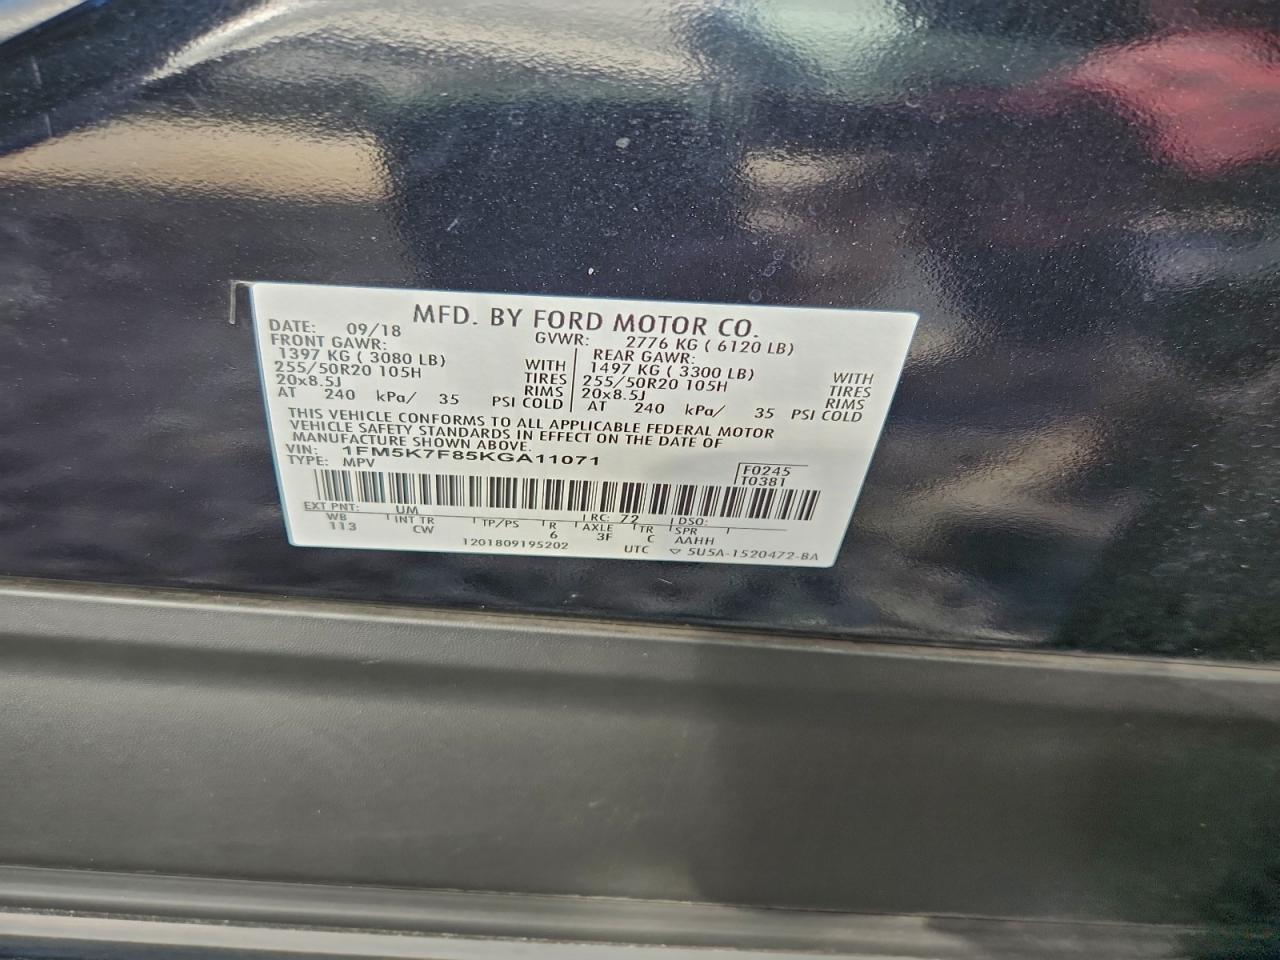 MFD. BY FORD MOTOR CO.
DATE: 09/18 GVWR: 2776 KG ( 6120 LB)
FRONT GAWR: REAR GAWR:
1397 KG ( 3080 LB) WITH 1497 KG ( 3300 LB) WITH
255/50R20 105H TIRES 255/50R20 105H TIRES
20x8.5J RIMS 20x8.5J RIMS
AT 240 kPa/ 35 PSI COLD AT 240 kPa/ 35 PSI COLD
THIS VEHICLE CONFORMS TO ALL APPLICABLE FEDERAL MOTOR
VEHICLE SAFETY STANDARDS IN EFFECT ON THE DATE OF
MANUFACTURE SHOWN ABOVE.
VIN: 1FM5K7F85KGA11071
TYPE: MPV
F0245
T0381
EXT PNT: UM RC: 72 DSO:
WB INT TR TP/PS R AXLE TR SPR
113 CW 6 3F C AAHH
1201809195202 UTC ▽ 5U5A-1520472-BA